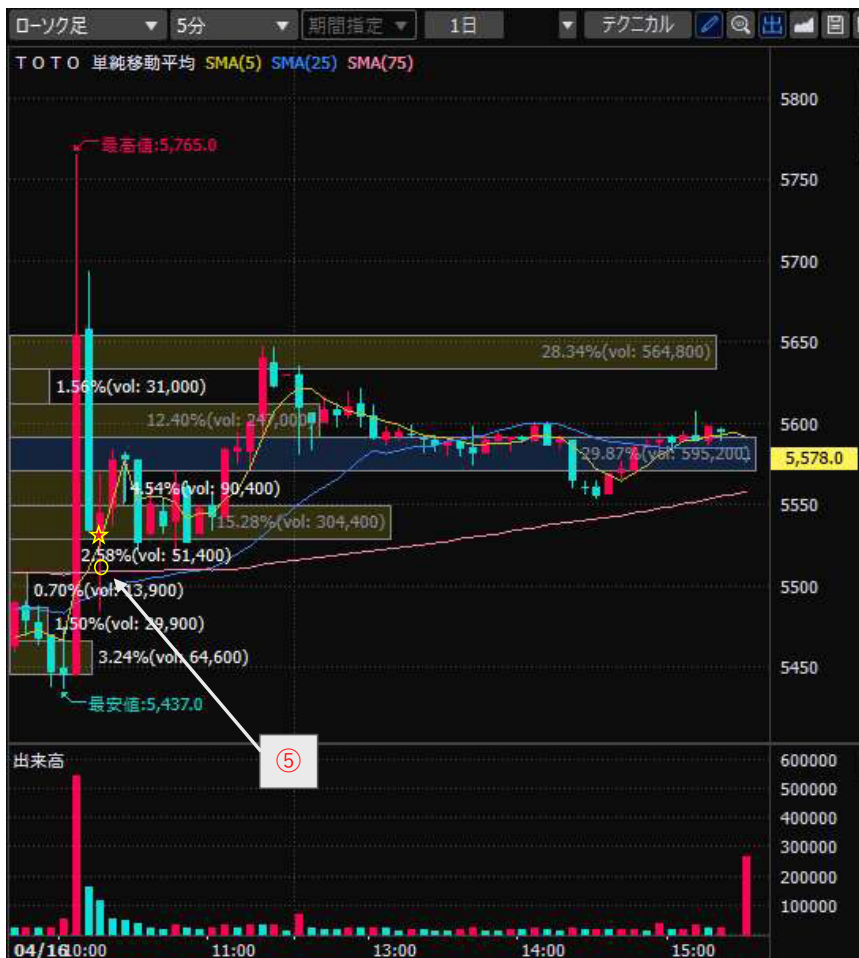 ローソク足 5分 期間指定 1日 テクニカル 出
TOTO 単純移動平均 SMA(5) SMA(25) SMA(75)
5800
最高値:5,765.0
5750
5700
5650
28.34%(vol: 564,800)
1.56%(vol: 31,000)
12.40%(vol: 247,000)
5600
29.87%(vol: 595,200)
5,578.0
4.54%(vol: 90,400)
5550
15.28%(vol: 304,400)
2.58%(vol: 51,400)
0.70%(vol: 13,900)
5500
1.50%(vol: 29,900)
3.24%(vol: 64,600)
5450
最安値:5,437.0
⑤
出来高
600000
500000
400000
300000
200000
100000
04/16 10:00 11:00 13:00 14:00 15:00